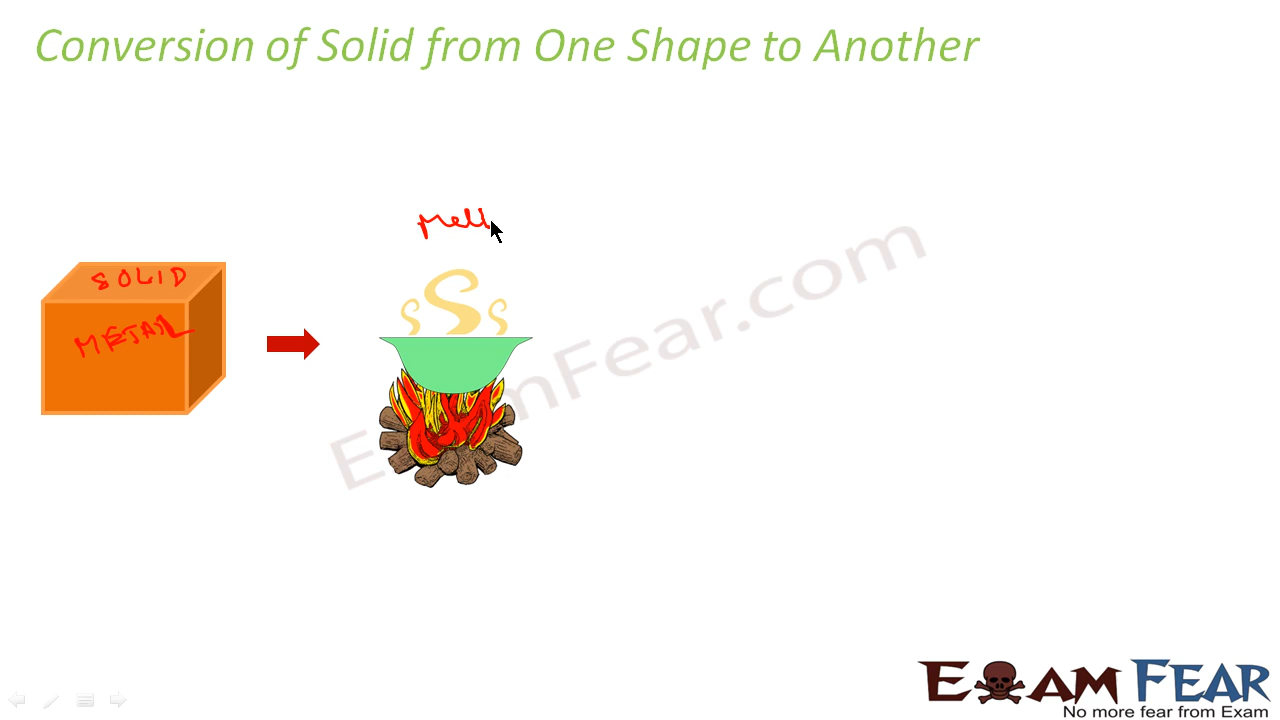 Conversion of Solid from One Shape to Another
Mell
SOLID
METAL
ExamFear.com
EXAM FEAR
No more fear from Exam